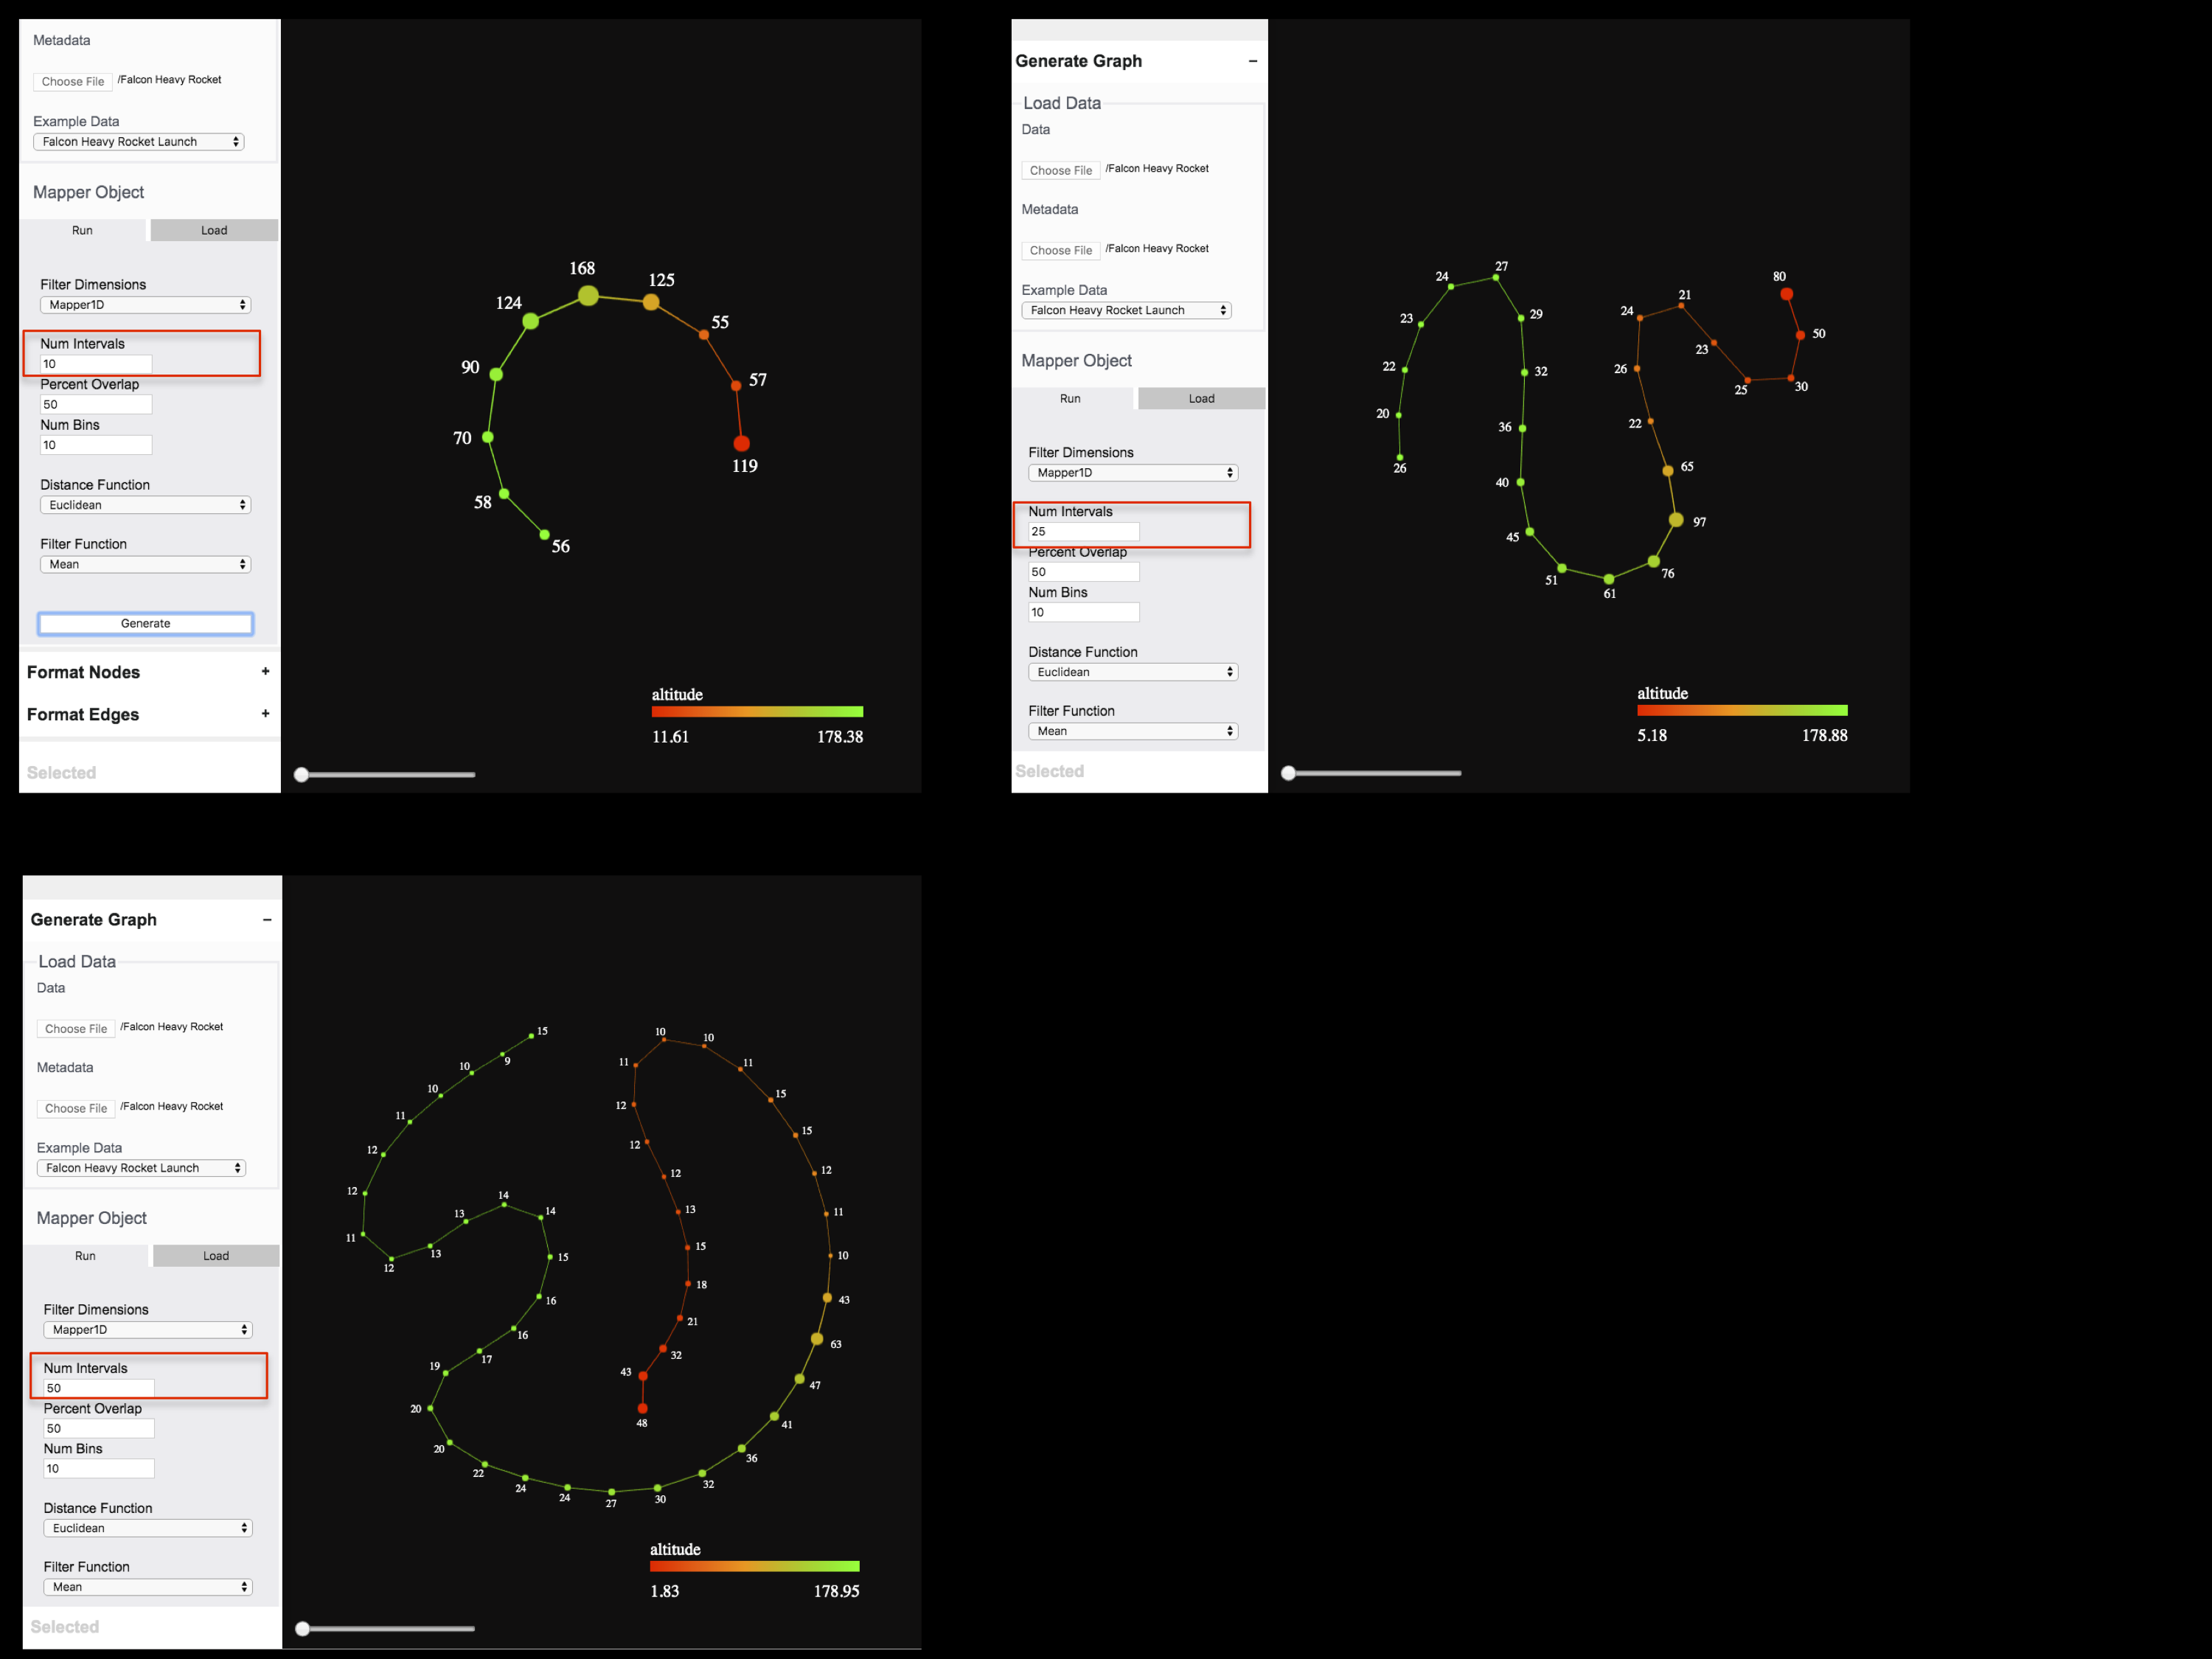 Metadata
Choose File /Falcon Heavy Rocket
Example Data
Falcon Heavy Rocket Launch
Mapper Object
Run Load
Filter Dimensions
Mapper1D
Num Intervals
10
Percent Overlap
50
Num Bins
10
Distance Function
Euclidean
Filter Function
Mean
Generate
Format Nodes +
Format Edges +
Selected
168
125
124
55
90
57
70
119
58
56
altitude
11.61 178.38
Generate Graph −
Load Data
Data
Choose File /Falcon Heavy Rocket
Metadata
Choose File /Falcon Heavy Rocket
Example Data
Falcon Heavy Rocket Launch
Mapper Object
Run Load
Filter Dimensions
Mapper1D
Num Intervals
25
Percent Overlap
50
Num Bins
10
Distance Function
Euclidean
Filter Function
Mean
Selected
26
20
22
23
24
27
29
32
36
40
45
51
61
76
97
65
22
26
24
21
23
25
30
50
80
altitude
5.18 178.88
Generate Graph −
Load Data
Data
Choose File /Falcon Heavy Rocket
Metadata
Choose File /Falcon Heavy Rocket
Example Data
Falcon Heavy Rocket Launch
Mapper Object
Run Load
Filter Dimensions
Mapper1D
Num Intervals
50
Percent Overlap
50
Num Bins
10
Distance Function
Euclidean
Filter Function
Mean
Selected
15
9
10
10
11
12
12
11
12
13
13
14
14
15
16
16
17
19
20
20
22
24
24
27
30
32
36
41
47
63
43
10
11
12
15
15
11
10
10
11
12
12
12
13
15
18
21
32
43
48
altitude
1.83 178.95